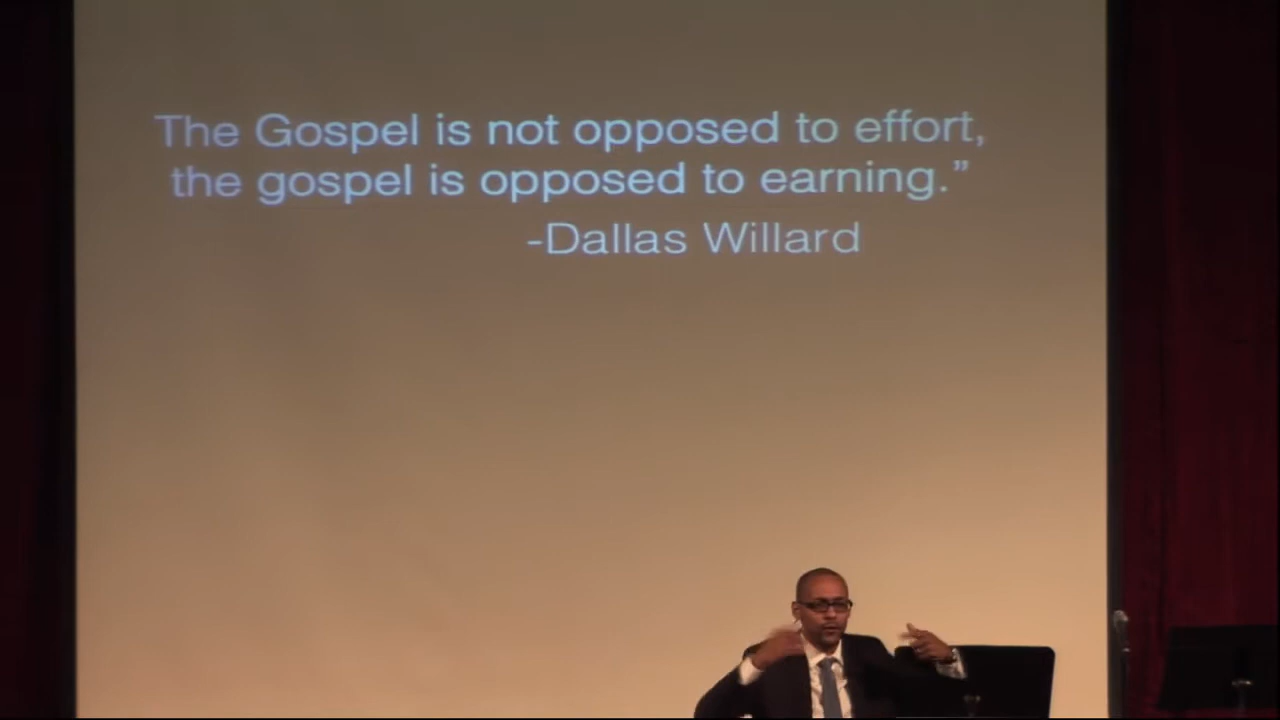 The Gospel is not opposed to effort,
the gospel is opposed to earning.”
-Dallas Willard